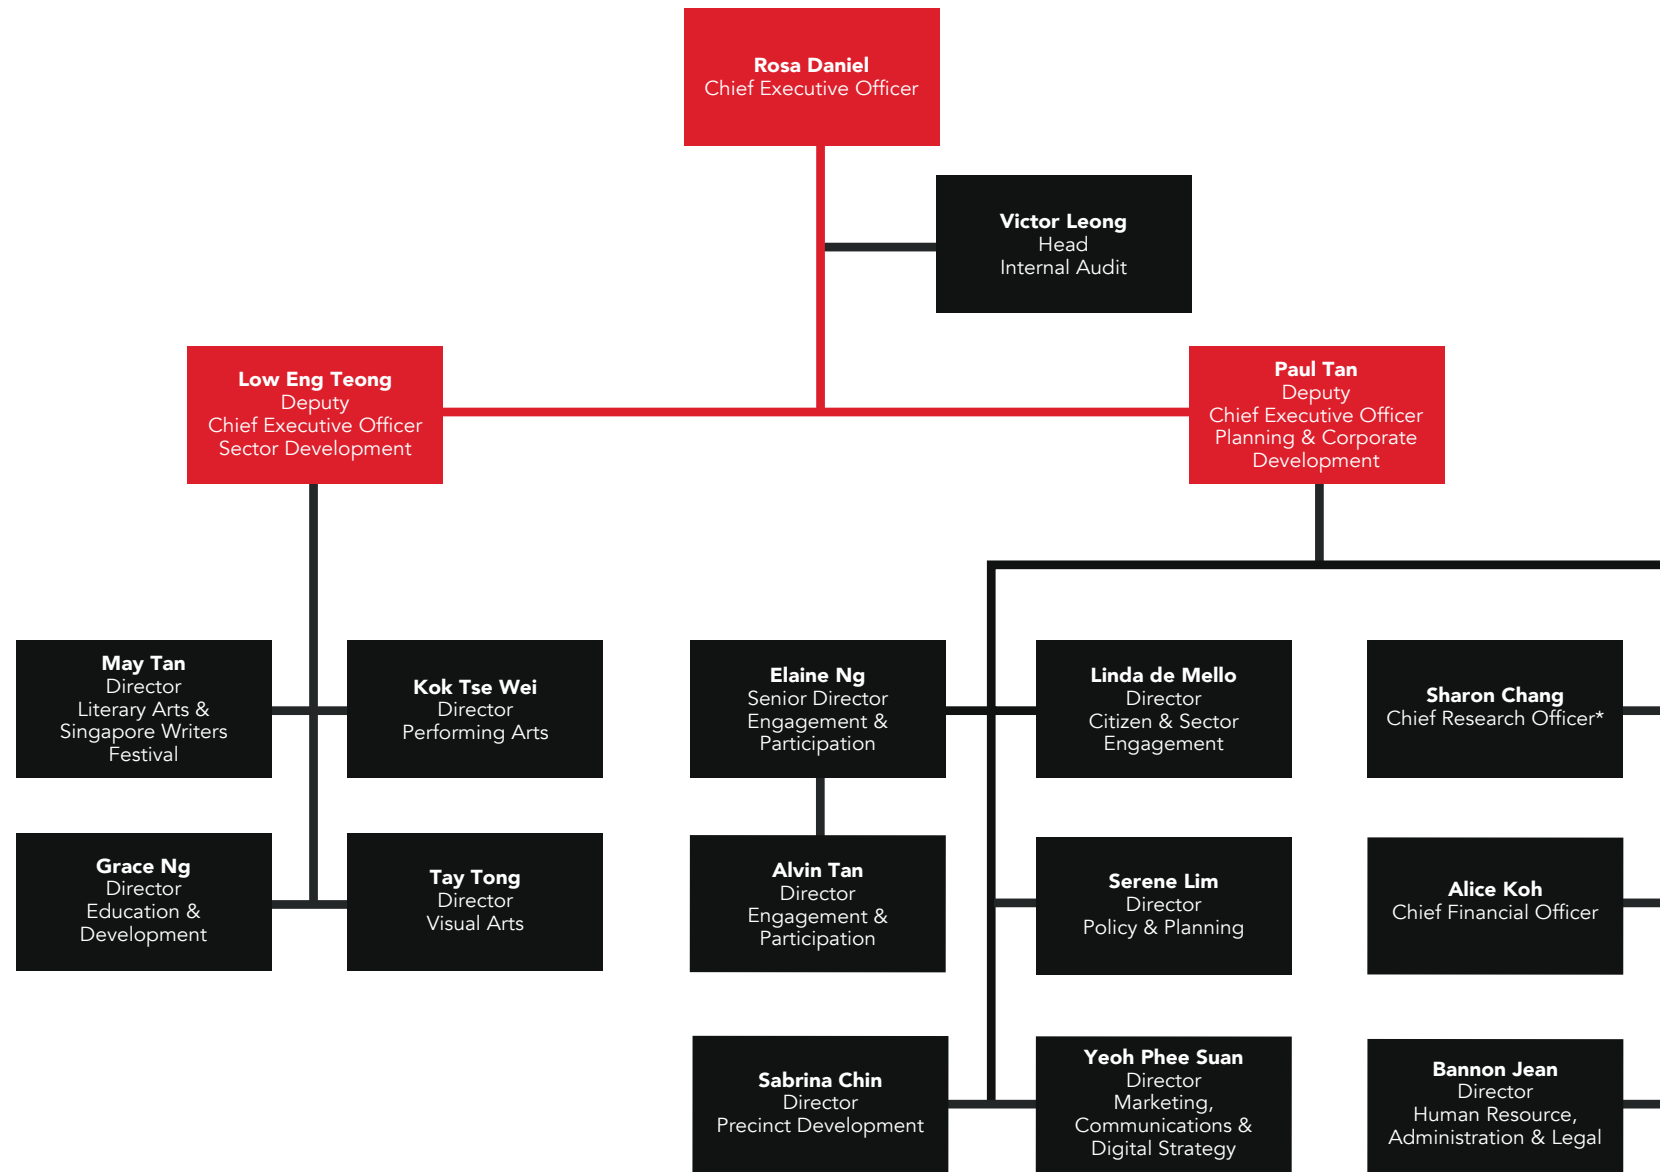 Rosa Daniel
Chief Executive Officer
Victor Leong
Head
Internal Audit
Low Eng Teong
Deputy
Chief Executive Officer
Sector Development
Paul Tan
Deputy
Chief Executive Officer
Planning & Corporate
Development
May Tan
Director
Literary Arts &
Singapore Writers
Festival
Kok Tse Wei
Director
Performing Arts
Elaine Ng
Senior Director
Engagement &
Participation
Linda de Mello
Director
Citizen & Sector
Engagement
Sharon Chang
Chief Research Officer*
Grace Ng
Director
Education &
Development
Tay Tong
Director
Visual Arts
Alvin Tan
Director
Engagement &
Participation
Serene Lim
Director
Policy & Planning
Alice Koh
Chief Financial Officer
Sabrina Chin
Director
Precinct Development
Yeoh Phee Suan
Director
Marketing,
Communications &
Digital Strategy
Bannon Jean
Director
Human Resource,
Administration & Legal